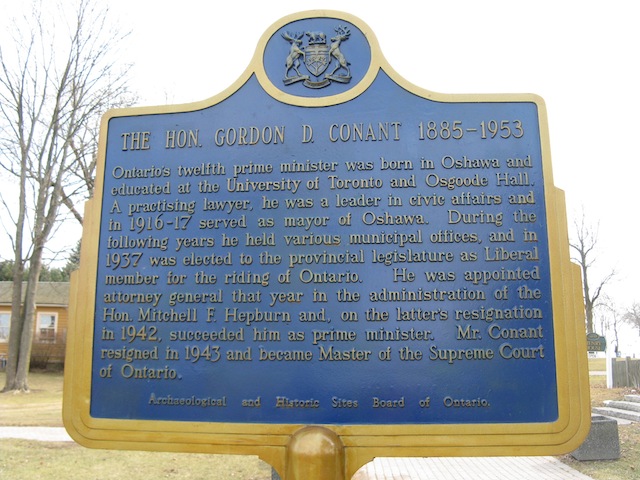 THE HON. GORDON D. CONANT 1885-1953
Ontario's twelfth prime minister was born in Oshawa and
educated at the University of Toronto and Osgoode Hall.
A practising lawyer, he was a leader in civic affairs and
in 1916-17 served as mayor of Oshawa. During the
following years he held various municipal offices, and in
1937 was elected to the provincial legislature as Liberal
member for the riding of Ontario. He was appointed
attorney general that year in the administration of the
Hon. Mitchell F. Hepburn and, on the latter's resignation
in 1942, succeeded him as prime minister. Mr. Conant
resigned in 1943 and became Master of the Supreme Court
of Ontario.
Archaeological and Historic Sites Board of Ontario.